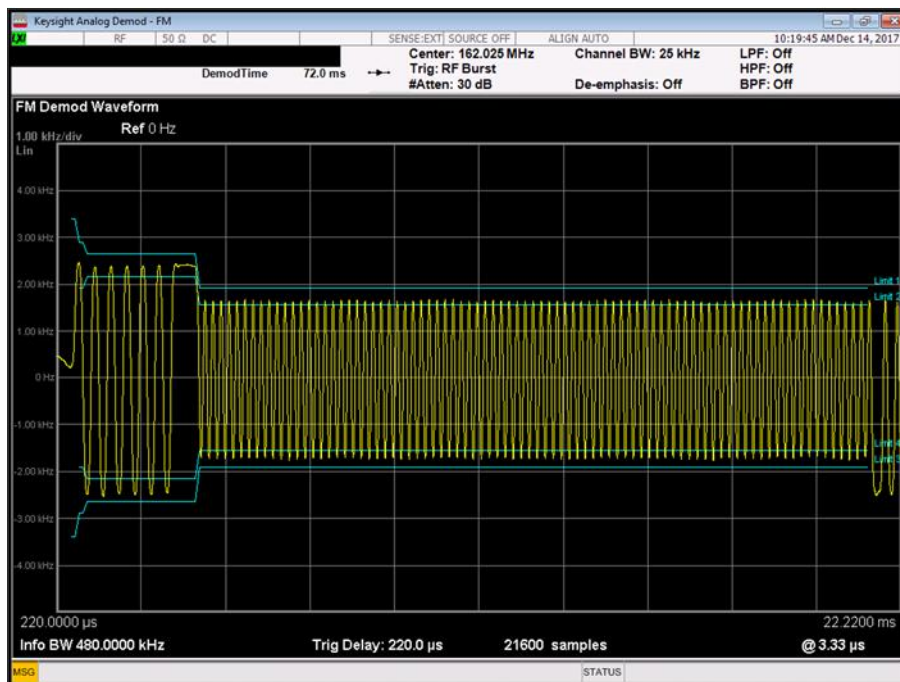 Keysight Analog Demod - FM
LXI RF 50 Ω DC SENSE:EXT SOURCE OFF ALIGN AUTO 10:19:45 AM Dec 14, 2017
Center: 162.025 MHz Channel BW: 25 kHz LPF: Off
DemodTime 72.0 ms Trig: RF Burst HPF: Off
#Atten: 30 dB De-emphasis: Off BPF: Off
FM Demod Waveform
1.00 kHz/div Ref 0 Hz
Lin
4.00 kHz
3.00 kHz
2.00 kHz
Limit 1
Limit 2
1.00 kHz
0 Hz
-1.00 kHz
Limit 4
Limit 3
-2.00 kHz
-3.00 kHz
-4.00 kHz
220.0000 µs 22.2200 ms
Info BW 480.0000 kHz Trig Delay: 220.0 µs 21600 samples @ 3.33 µs
MSG STATUS